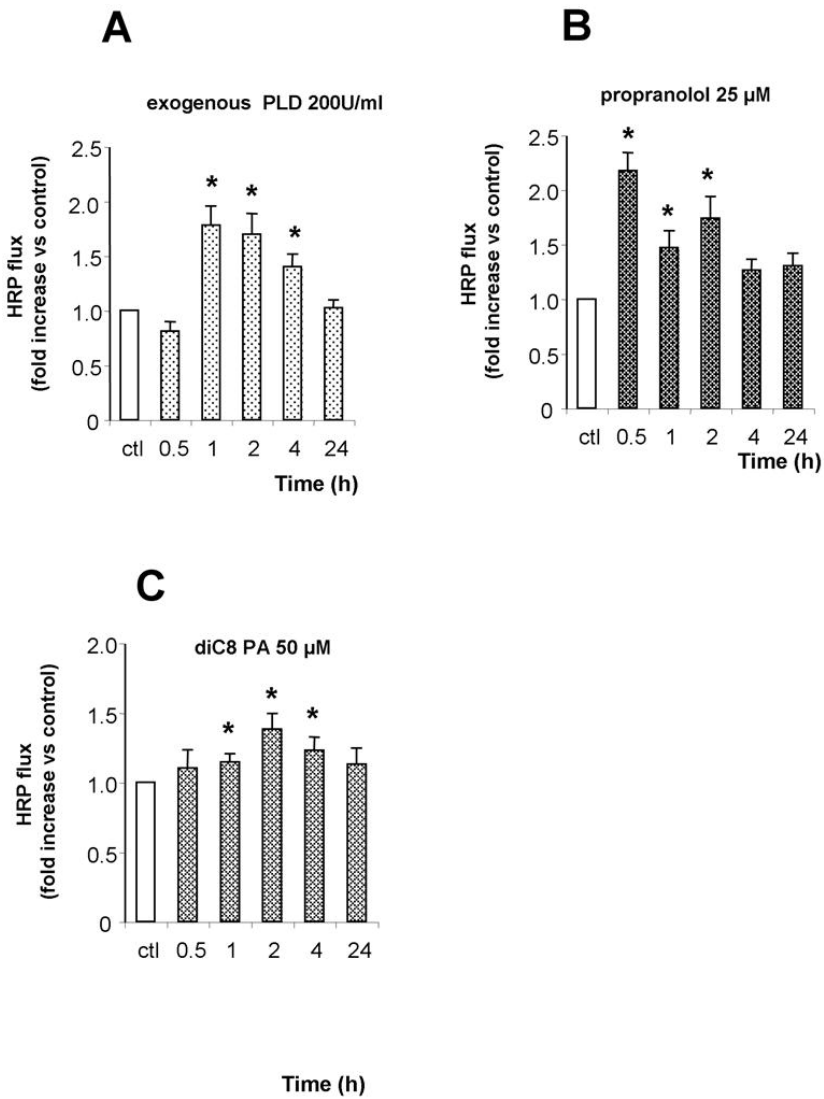 A
exogenous PLD 200U/ml
HRP flux
(fold increase vs control)
2.5
2.0
1.0
0.5
0
*
*
*
ctl 0.5 1 2 4 24
Time (h)
B
propranolol 25 µM
HRP flux
(fold increase vs control)
2.5
2.0
1.5
1.0
0.5
0
*
*
*
ctl 0.5 1 2 4 24
Time (h)
C
diC8 PA 50 µM
HRP flux
(fold increase vs control)
2.0
1.5
1.0
0.5
0
*
*
*
ctl 0.5 1 2 4 24
Time (h)